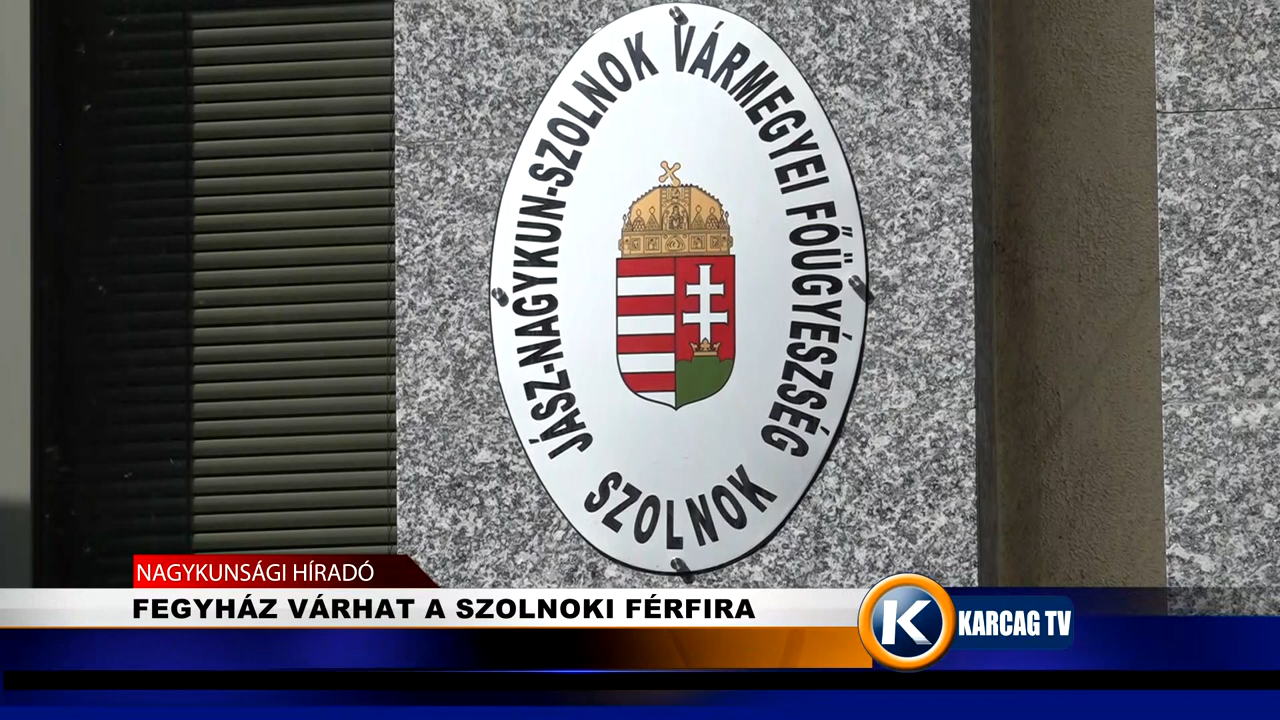 JÁSZ-NAGYKUN-SZOLNOK VÁRMEGYEI FŐÜGYÉSZSÉG
SZOLNOK
NAGYKUNSÁGI HÍRADÓ
FEGYHÁZ VÁRHAT A SZOLNOKI FÉRFIRA
K KARCAG TV